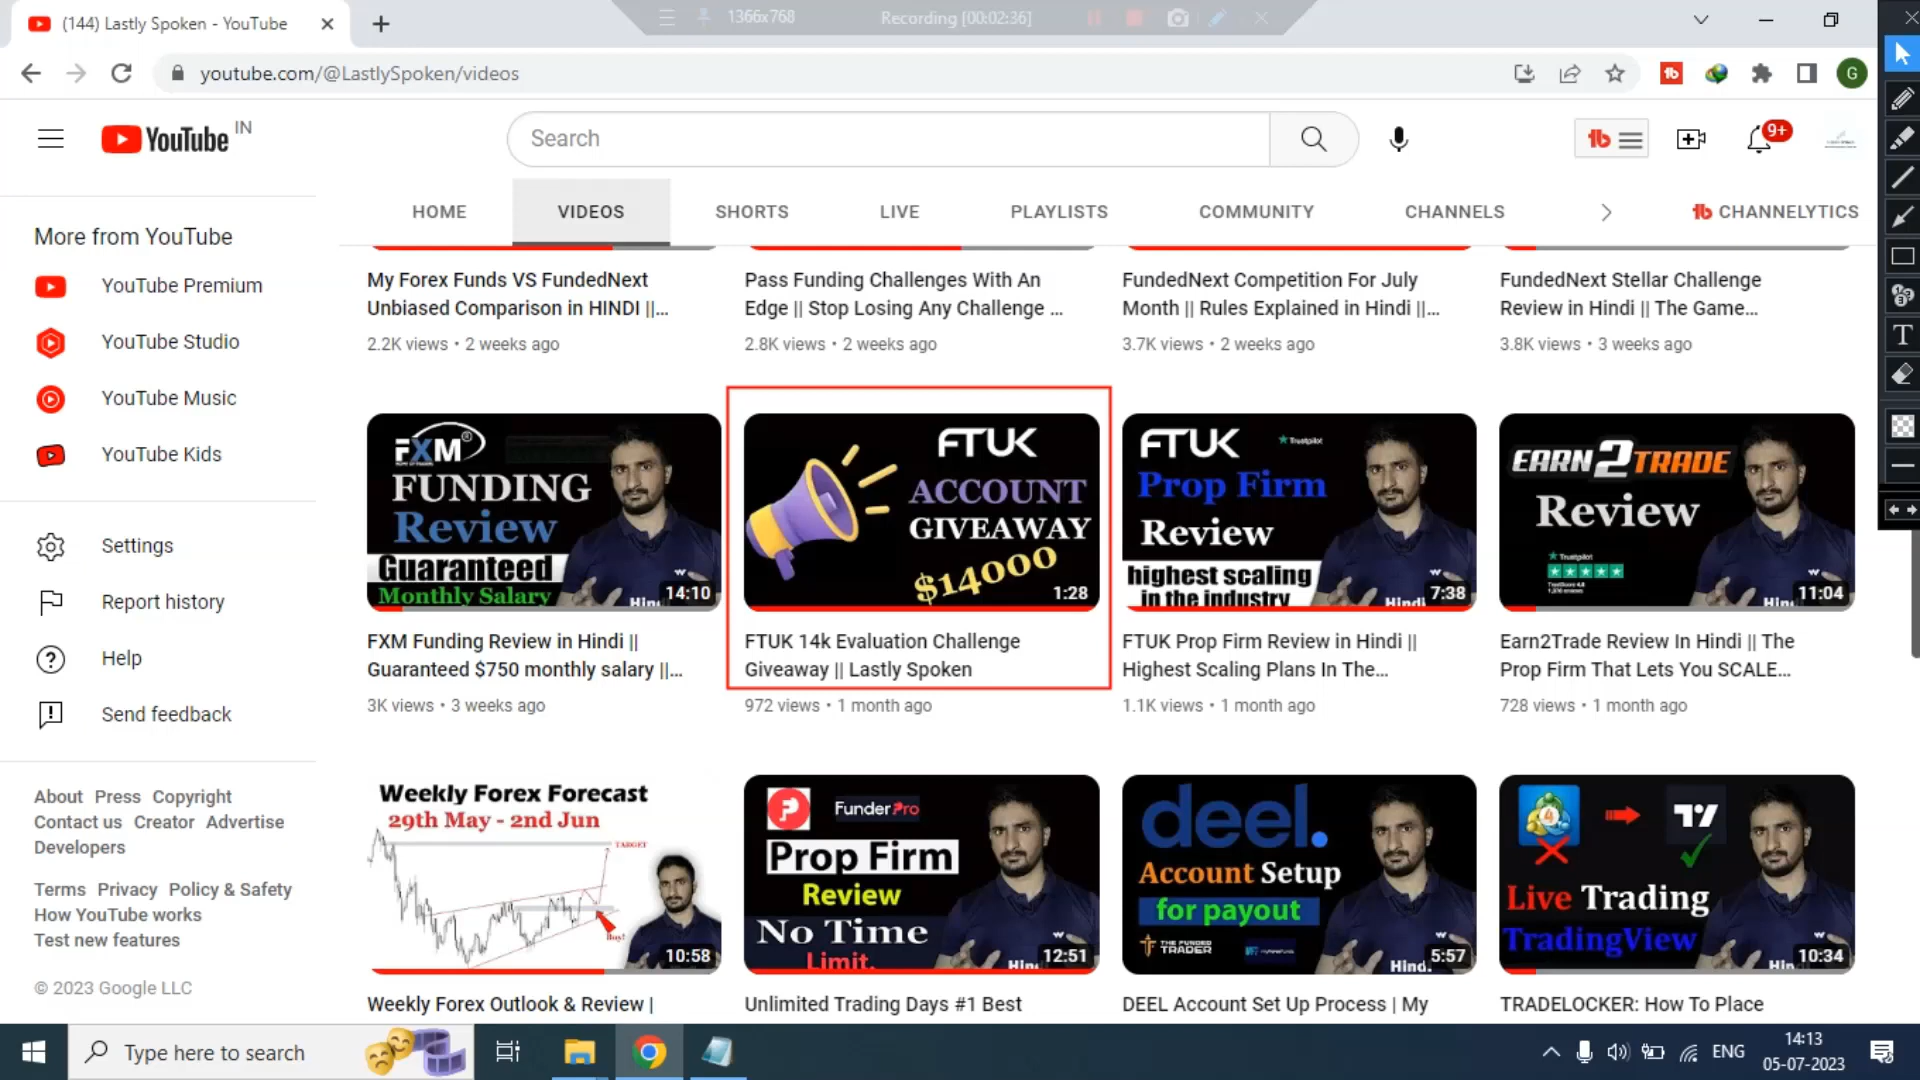 (144) Lastly Spoken - YouTube
1366x768
Recording [00:02:36]
youtube.com/@LastlySpoken/videos
G
YouTube IN
Search
9+
HOME
VIDEOS
SHORTS
LIVE
PLAYLISTS
COMMUNITY
CHANNELS
CHANNELYTICS
More from YouTube
YouTube Premium
YouTube Studio
YouTube Music
YouTube Kids
Settings
Report history
Help
Send feedback
About Press Copyright
Contact us Creator Advertise
Developers
Terms Privacy Policy & Safety
How YouTube works
Test new features
© 2023 Google LLC
My Forex Funds VS FundedNext
Unbiased Comparison in HINDI ||...
2.2K views • 2 weeks ago
Pass Funding Challenges With An
Edge || Stop Losing Any Challenge ...
2.8K views • 2 weeks ago
FundedNext Competition For July
Month || Rules Explained in Hindi ||...
3.7K views • 2 weeks ago
FundedNext Stellar Challenge
Review in Hindi || The Game...
3.8K views • 3 weeks ago
FXM
FUNDING
Review
Guaranteed
Monthly Salary
14:10
FXM Funding Review in Hindi ||
Guaranteed $750 monthly salary ||...
3K views • 3 weeks ago
FTUK
ACCOUNT
GIVEAWAY
$14000
1:28
FTUK 14k Evaluation Challenge
Giveaway || Lastly Spoken
972 views • 1 month ago
FTUK
Trustpilot
Prop Firm
Review
highest scaling
in the industry
7:38
FTUK Prop Firm Review in Hindi ||
Highest Scaling Plans In The...
1.1K views • 1 month ago
EARN2TRADE
Review
Trustpilot
11:04
Earn2Trade Review In Hindi || The
Prop Firm That Lets You SCALE...
728 views • 1 month ago
Weekly Forex Forecast
29th May - 2nd Jun
TARGET
Buy!
10:58
Weekly Forex Outlook & Review |
FunderPro
Prop Firm
Review
No Time
Limit.
12:51
Unlimited Trading Days #1 Best
deel.
Account Setup
for payout
THE FUNDED
TRADER
Hind.
5:57
DEEL Account Set Up Process | My
4
Live Trading
TradingView
10:34
TRADELOCKER: How To Place
Type here to search
ENG
14:13
05-07-2023